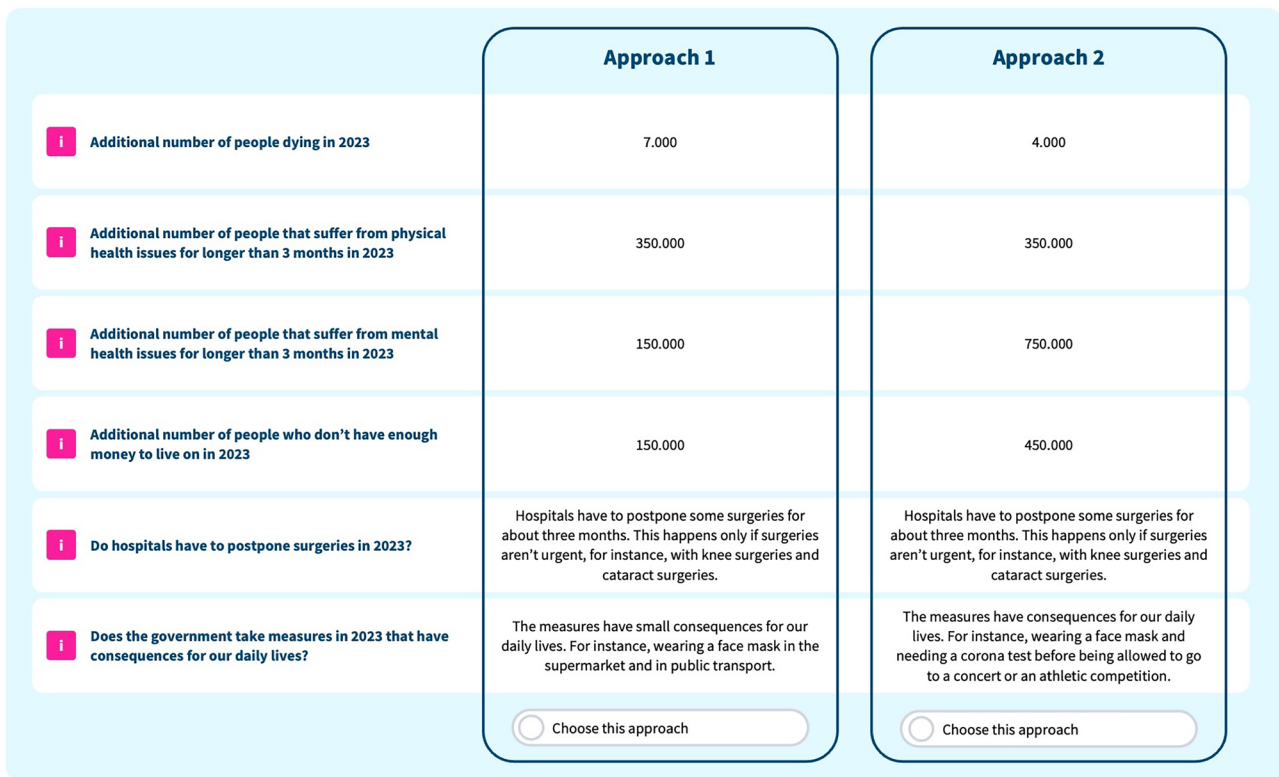 Approach 1
Approach 2
i
Additional number of people dying in 2023
7.000
4.000
i
Additional number of people that suffer from physical
health issues for longer than 3 months in 2023
350.000
350.000
i
Additional number of people that suffer from mental
health issues for longer than 3 months in 2023
150.000
750.000
i
Additional number of people who don’t have enough
money to live on in 2023
150.000
450.000
i
Do hospitals have to postpone surgeries in 2023?
Hospitals have to postpone some surgeries for
about three months. This happens only if surgeries
aren’t urgent, for instance, with knee surgeries and
cataract surgeries.
Hospitals have to postpone some surgeries for
about three months. This happens only if surgeries
aren’t urgent, for instance, with knee surgeries and
cataract surgeries.
i
Does the government take measures in 2023 that have
consequences for our daily lives?
The measures have small consequences for our
daily lives. For instance, wearing a face mask in the
supermarket and in public transport.
The measures have consequences for our daily
lives. For instance, wearing a face mask and
needing a corona test before being allowed to go
to a concert or an athletic competition.
Choose this approach
Choose this approach